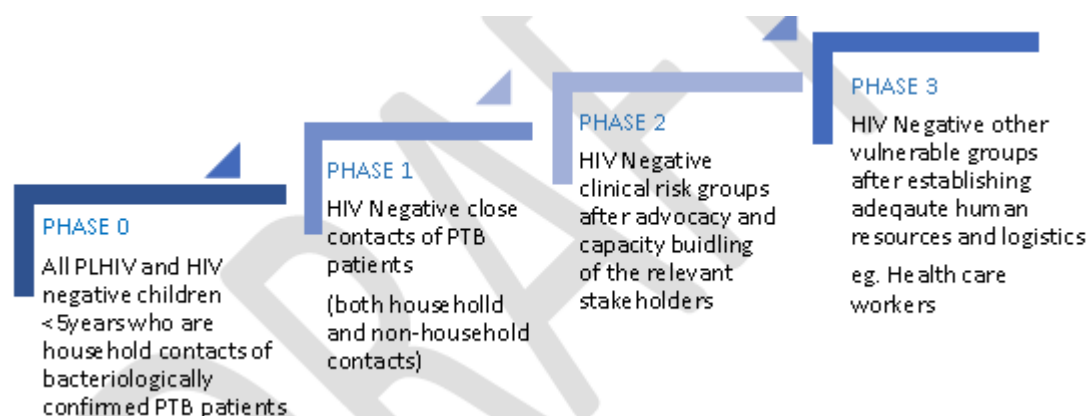 PHASE 0
All PLHIV and HIV
negative children
<5years who are
household contacts of
bacteriologically
confirmed PTB patients
PHASE 1
HIV Negative close
contacts of PTB
patients
(both householld
and non-household
contacts)
PHASE 2
HIV Negative
clinical risk groups
after advocacy and
capacity buidling
of the relevant
stakeholders
PHASE 3
HIV Negative other
vulnerable groups
after establishing
adeqaute human
resources and logistics
eg. Health care
workers
DRAFT